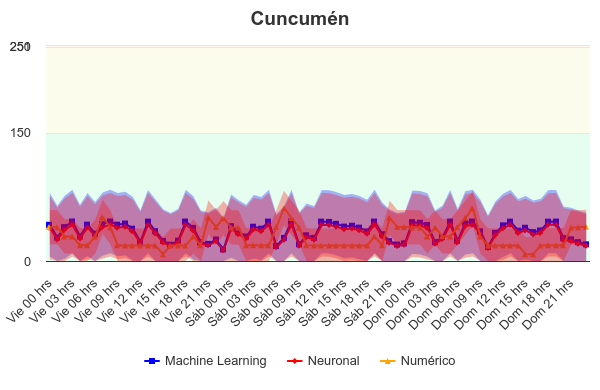 Cuncumén
250
150
0
Vie 00 hrs
Vie 03 hrs
Vie 06 hrs
Vie 09 hrs
Vie 12 hrs
Vie 15 hrs
Vie 18 hrs
Vie 21 hrs
Sáb 00 hrs
Sáb 03 hrs
Sáb 06 hrs
Sáb 09 hrs
Sáb 12 hrs
Sáb 15 hrs
Sáb 18 hrs
Sáb 21 hrs
Dom 00 hrs
Dom 03 hrs
Dom 06 hrs
Dom 09 hrs
Dom 12 hrs
Dom 15 hrs
Dom 18 hrs
Dom 21 hrs
Machine Learning Neuronal Numérico